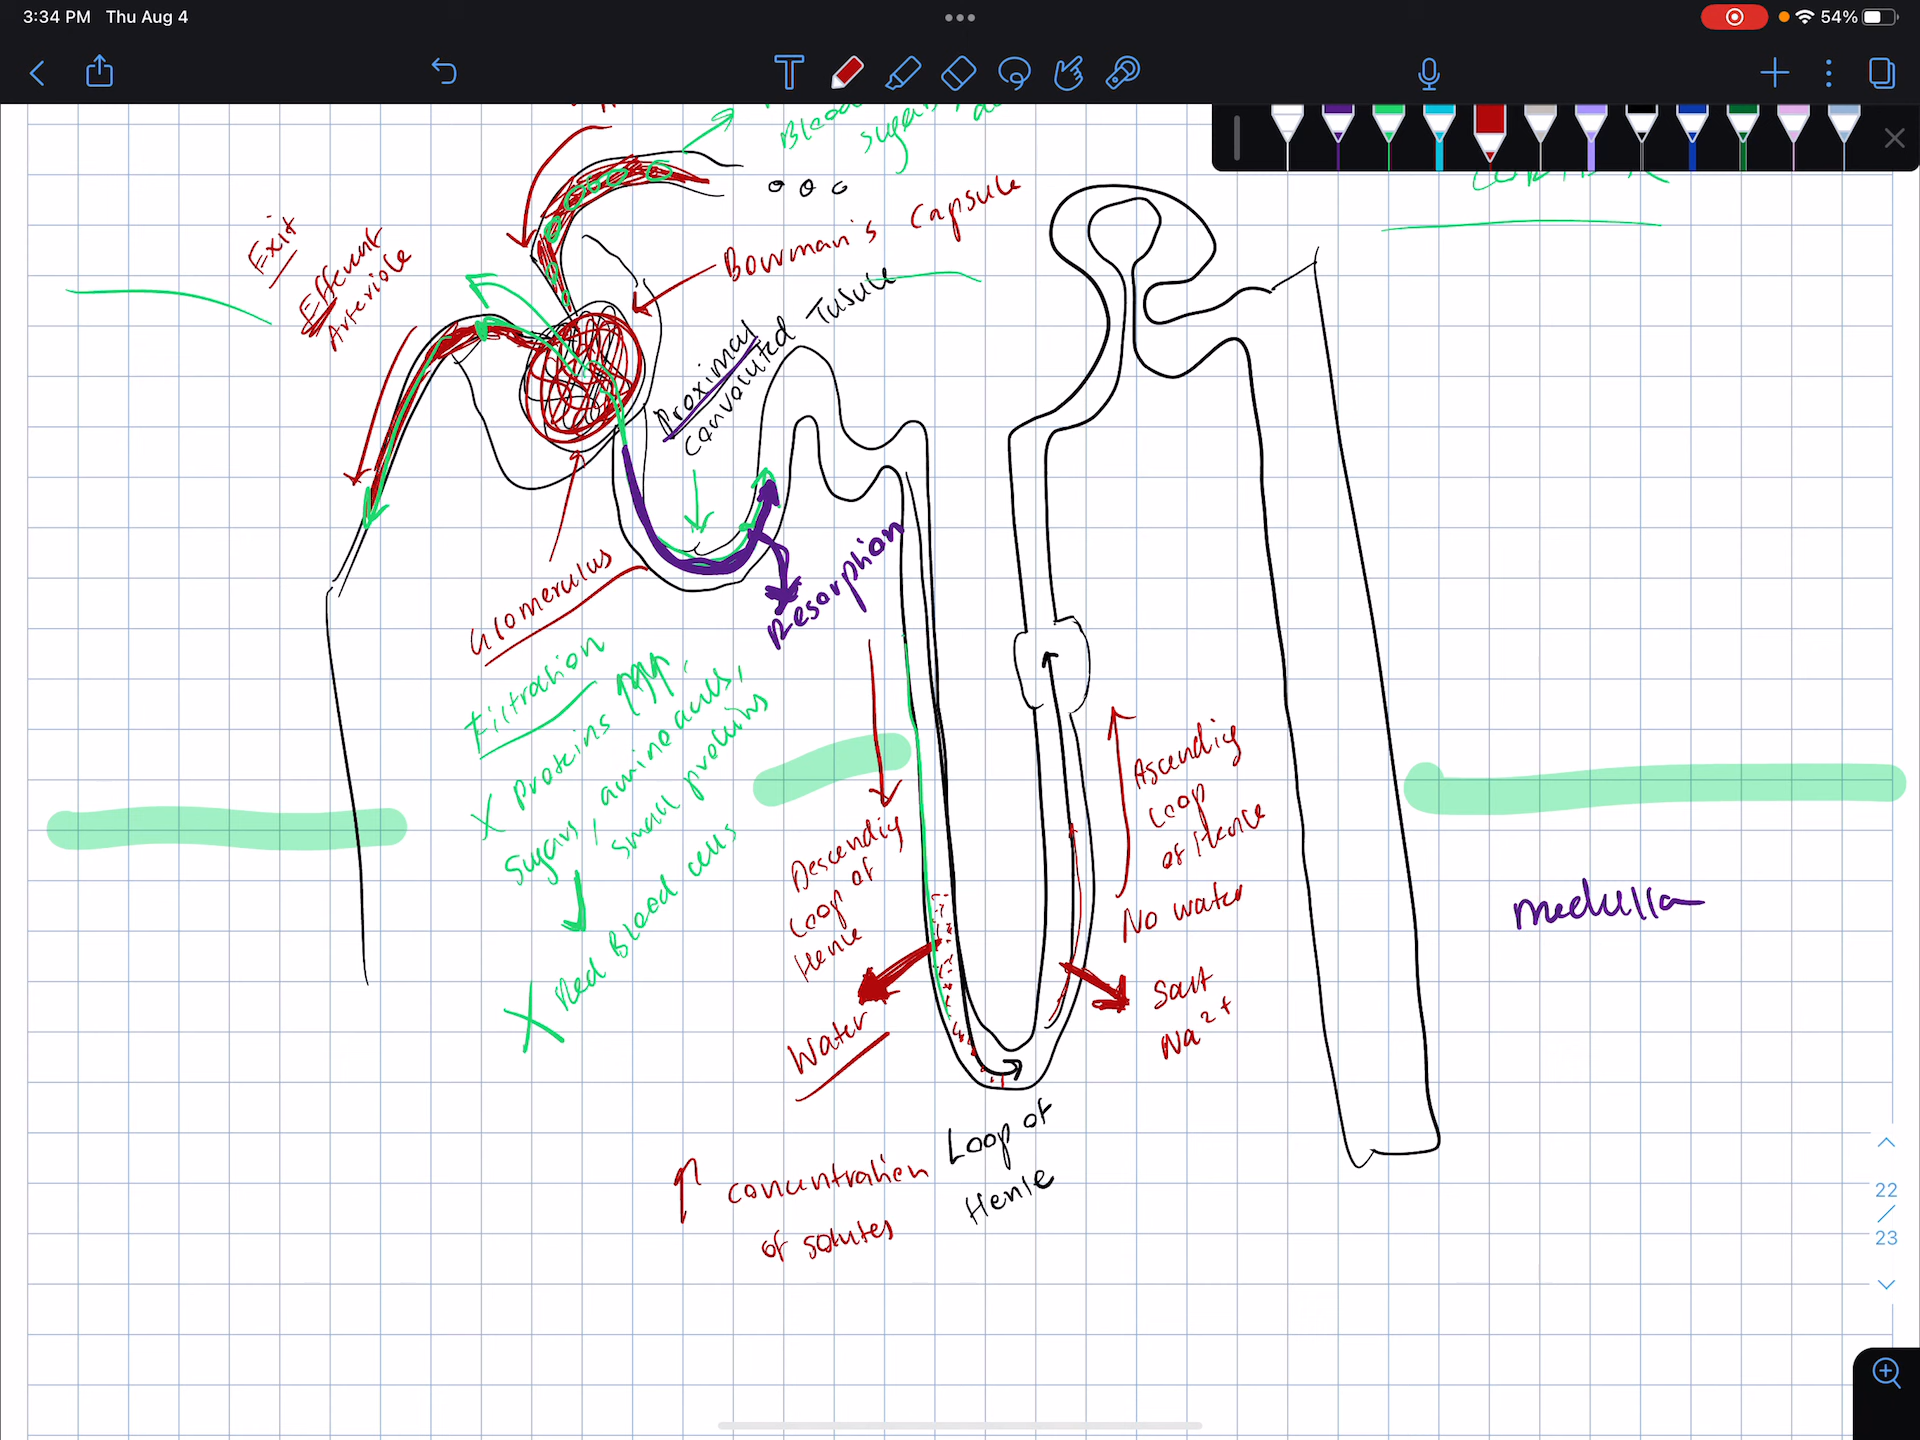 3:34 PM Thu Aug 4
54%
Blood
sugar
Bowman's Capsule
Exit
Efferent
Arteriole
Proximal
Convoluted Tubule
Glomerulus
Resorption
Filtration
X Proteins
Sugars, amino acids,
small proteins
X Red Blood cells
Descending
Loop of
Henle
Water
Ascending
Loop
of Henle
No water
Salt
Na²⁺
medulla
Loop of
Henle
↑ concentration
of solutes
22
/
23